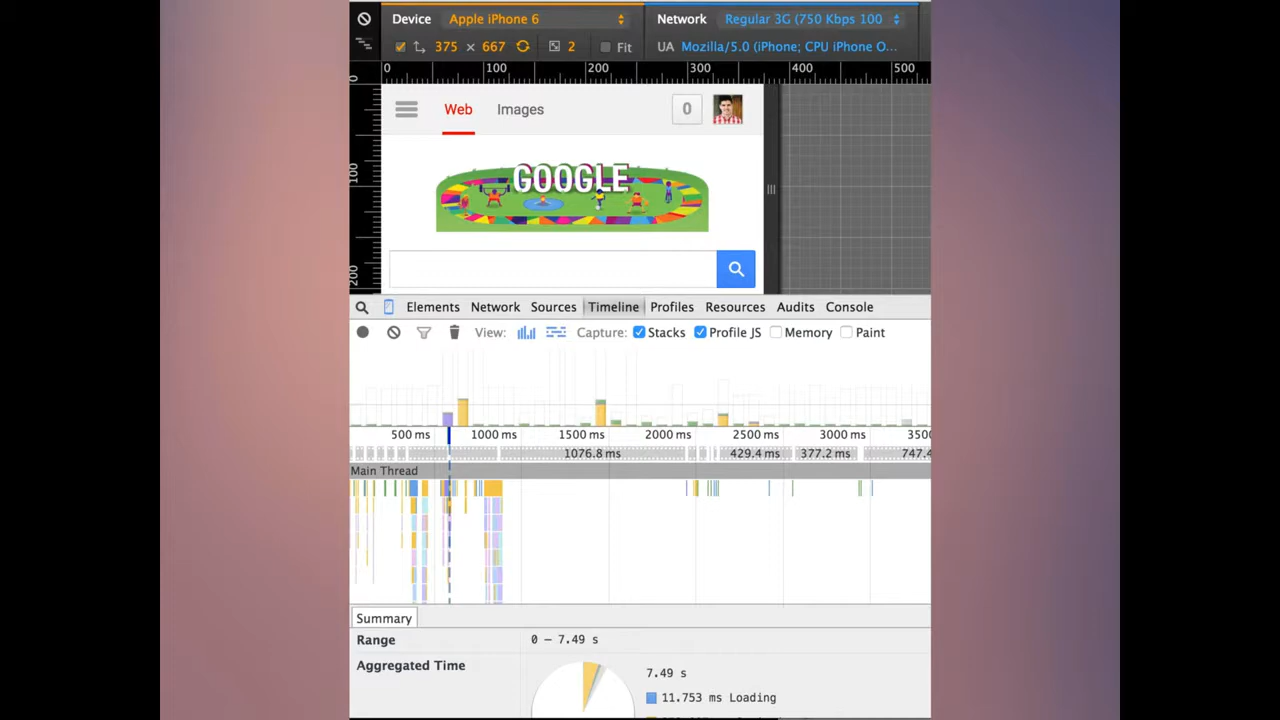 Device Apple iPhone 6 Network Regular 3G (750 Kbps 100
375 × 667 2 Fit UA Mozilla/5.0 (iPhone; CPU iPhone O...
0 100 200 300 400 500
0
100
200
Web Images 0
GOOGLE
Elements Network Sources Timeline Profiles Resources Audits Console
View: Capture: Stacks Profile JS Memory Paint
500 ms 1000 ms 1500 ms 2000 ms 2500 ms 3000 ms 3500
1076.8 ms 429.4 ms 377.2 ms 747.4
Main Thread
Summary
Range 0 – 7.49 s
Aggregated Time 7.49 s
11.753 ms Loading